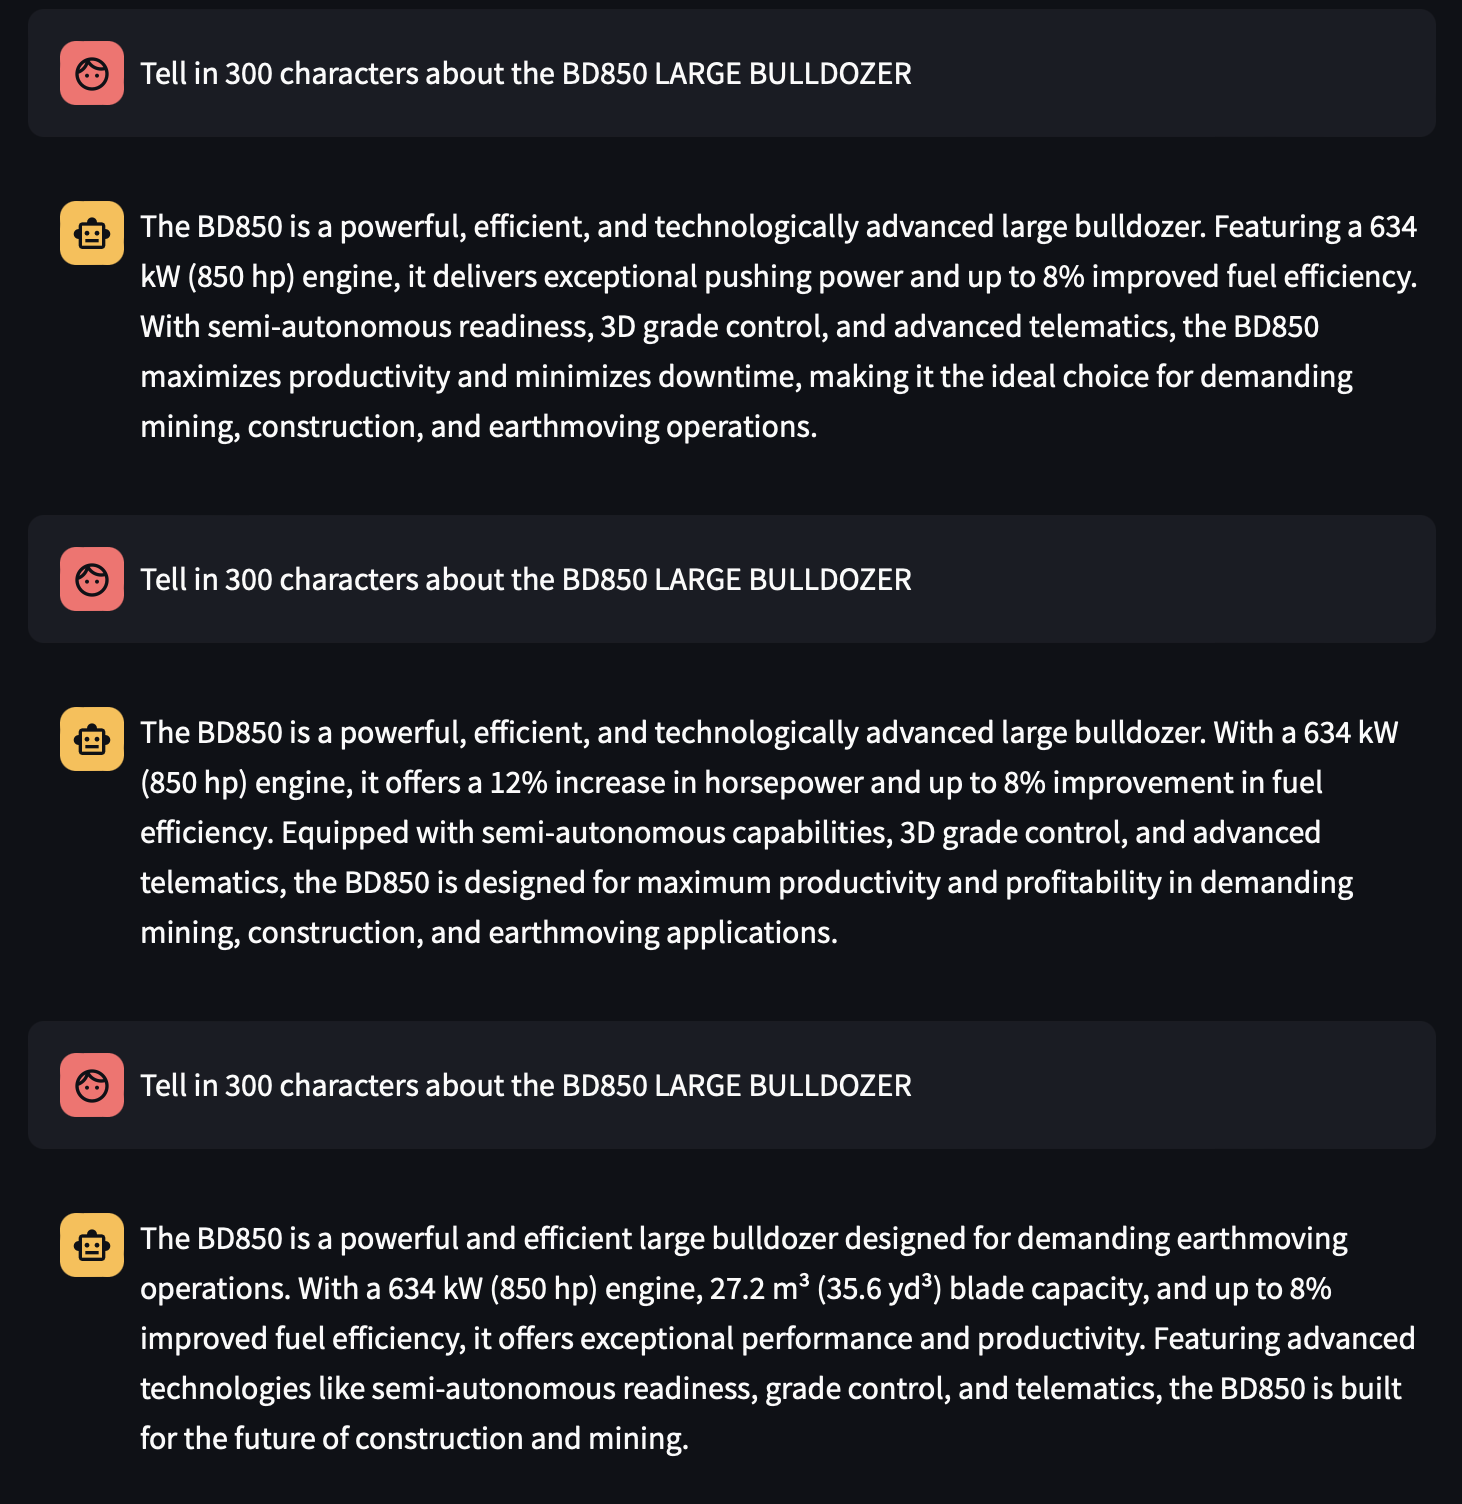 Tell in 300 characters about the BD850 LARGE BULLDOZER
The BD850 is a powerful, efficient, and technologically advanced large bulldozer. Featuring a 634
kW (850 hp) engine, it delivers exceptional pushing power and up to 8% improved fuel efficiency.
With semi-autonomous readiness, 3D grade control, and advanced telematics, the BD850
maximizes productivity and minimizes downtime, making it the ideal choice for demanding
mining, construction, and earthmoving operations.
Tell in 300 characters about the BD850 LARGE BULLDOZER
The BD850 is a powerful, efficient, and technologically advanced large bulldozer. With a 634 kW
(850 hp) engine, it offers a 12% increase in horsepower and up to 8% improvement in fuel
efficiency. Equipped with semi-autonomous capabilities, 3D grade control, and advanced
telematics, the BD850 is designed for maximum productivity and profitability in demanding
mining, construction, and earthmoving applications.
Tell in 300 characters about the BD850 LARGE BULLDOZER
The BD850 is a powerful and efficient large bulldozer designed for demanding earthmoving
operations. With a 634 kW (850 hp) engine, 27.2 m³ (35.6 yd³) blade capacity, and up to 8%
improved fuel efficiency, it offers exceptional performance and productivity. Featuring advanced
technologies like semi-autonomous readiness, grade control, and telematics, the BD850 is built
for the future of construction and mining.